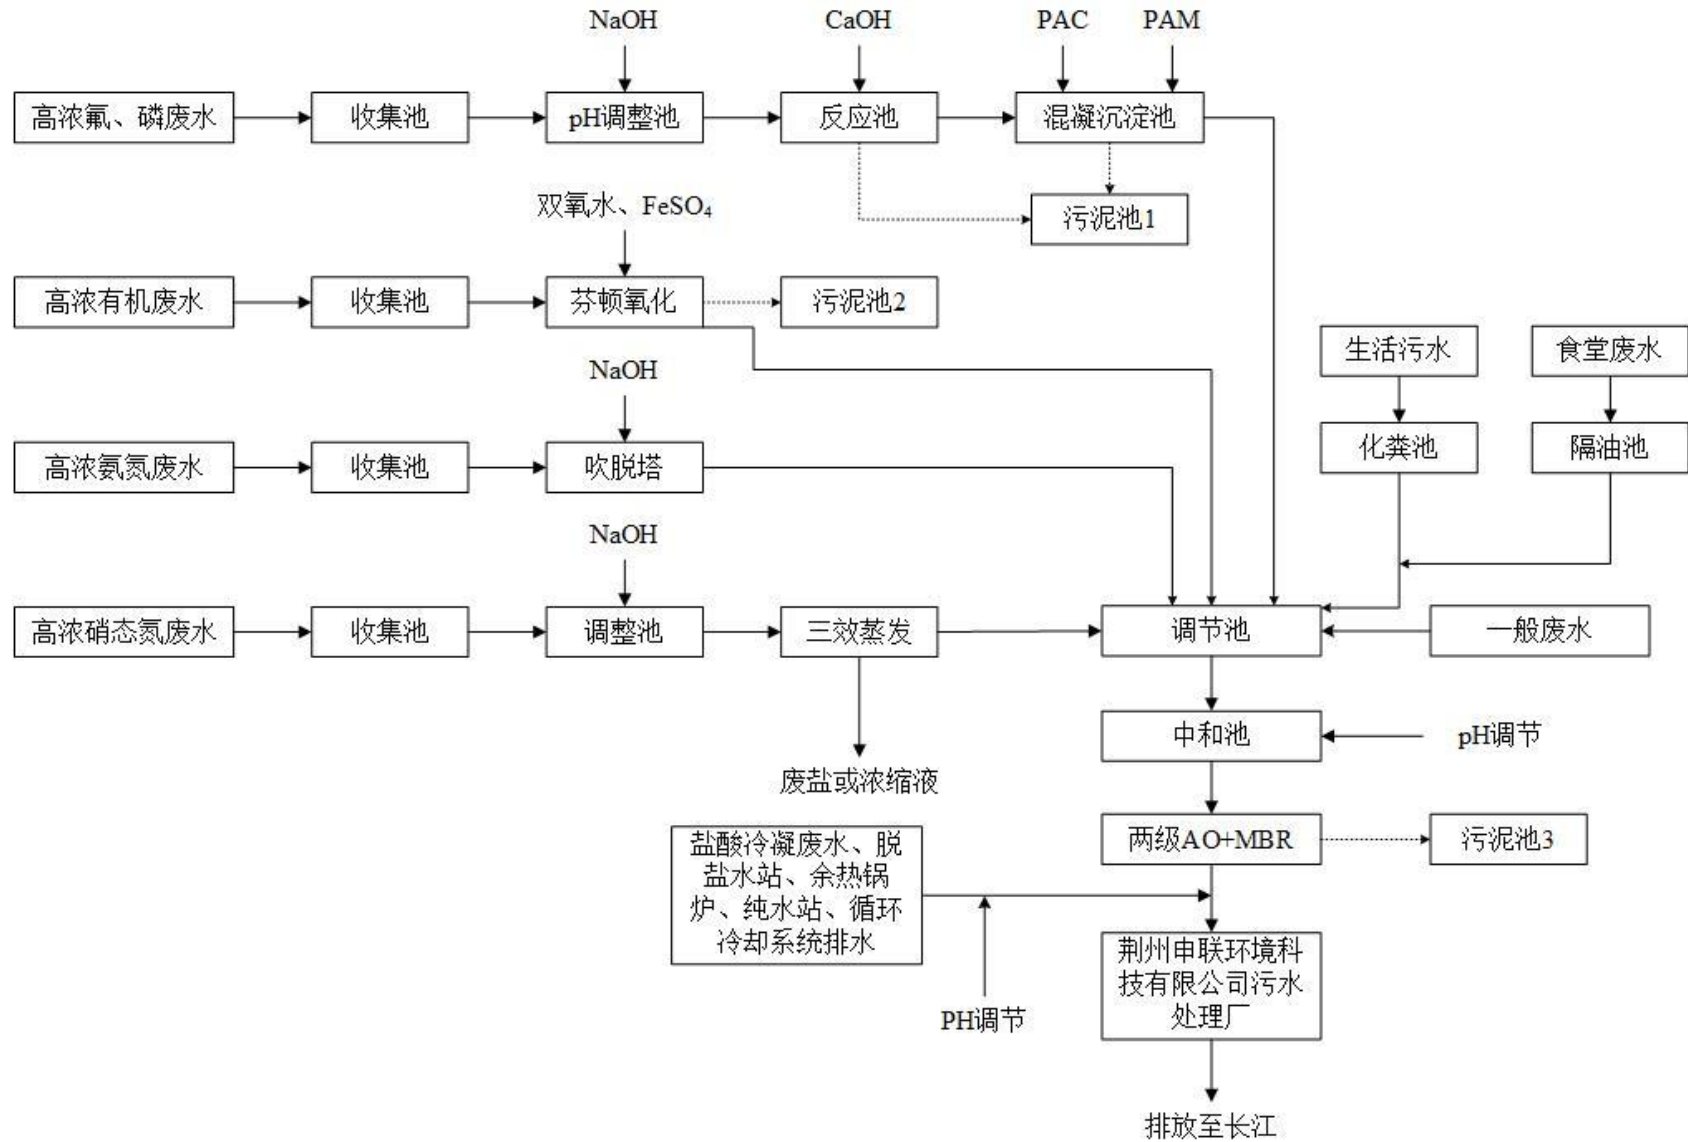 NaOH
CaOH
PAC
PAM
高浓氟、磷废水
收集池
pH调整池
反应池
混凝沉淀池
污泥池1
双氧水、FeSO₄
高浓有机废水
收集池
芬顿氧化
污泥池2
生活污水
食堂废水
NaOH
高浓氨氮废水
收集池
吹脱塔
化粪池
隔油池
NaOH
高浓硝态氮废水
收集池
调整池
三效蒸发
调节池
一般废水
中和池
pH调节
废盐或浓缩液
两级AO+MBR
污泥池3
盐酸冷凝废水、脱
盐水站、余热锅
炉、纯水站、循环
冷却系统排水
PH调节
荆州申联环境科
技有限公司污水
处理厂
排放至长江